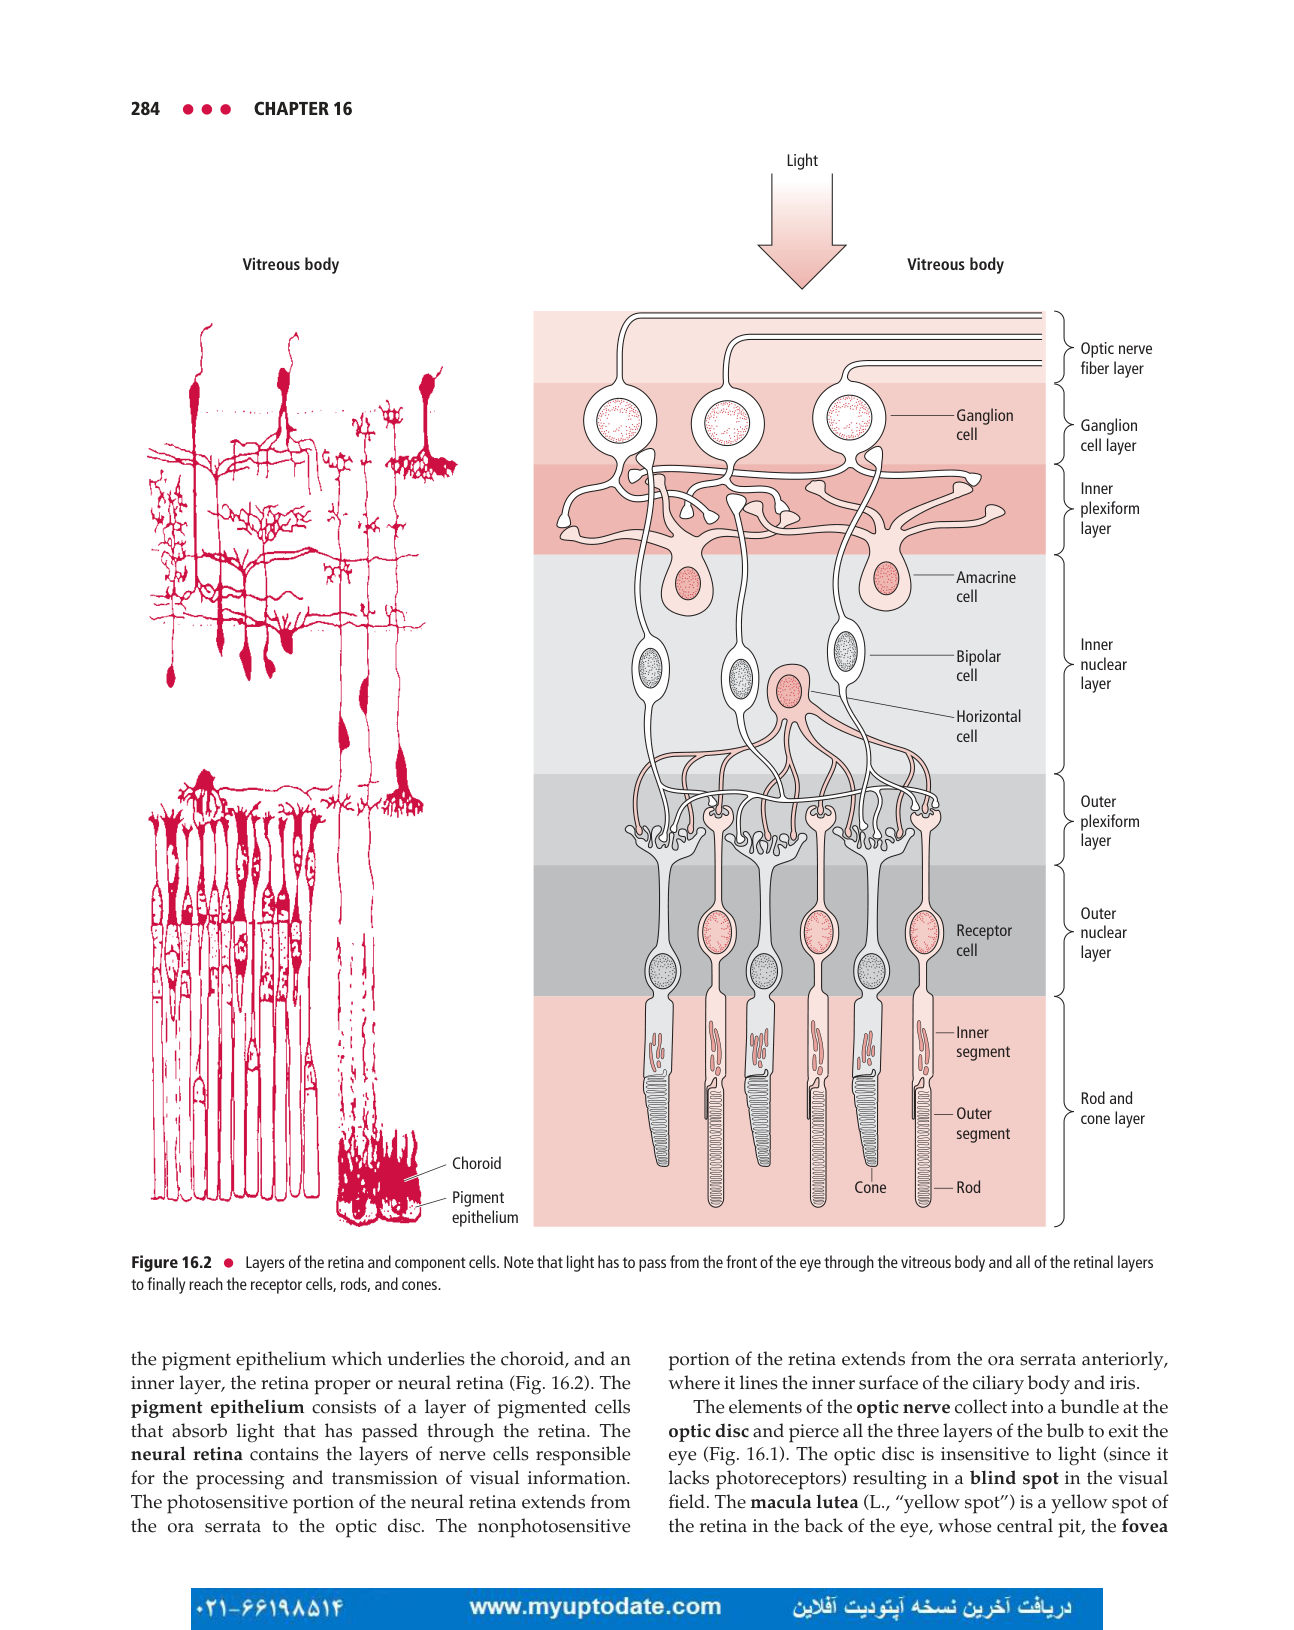 284 ● ● ● CHAPTER 16
Light
Vitreous body
Vitreous body
Optic nerve
fiber layer
Ganglion
cell
Ganglion
cell layer
Inner
plexiform
layer
Amacrine
cell
Bipolar
cell
Inner
nuclear
layer
Horizontal
cell
Outer
plexiform
layer
Receptor
cell
Outer
nuclear
layer
Inner
segment
Outer
segment
Rod and
cone layer
Cone
Rod
Choroid
Pigment
epithelium
Figure 16.2 ● Layers of the retina and component cells. Note that light has to pass from the front of the eye through the vitreous body and all of the retinal layers
to finally reach the receptor cells, rods, and cones.
the pigment epithelium which underlies the choroid, and an
inner layer, the retina proper or neural retina (Fig. 16.2). The
pigment epithelium consists of a layer of pigmented cells
that absorb light that has passed through the retina. The
neural retina contains the layers of nerve cells responsible
for the processing and transmission of visual information.
The photosensitive portion of the neural retina extends from
the ora serrata to the optic disc. The nonphotosensitive
portion of the retina extends from the ora serrata anteriorly,
where it lines the inner surface of the ciliary body and iris.
The elements of the optic nerve collect into a bundle at the
optic disc and pierce all the three layers of the bulb to exit the
eye (Fig. 16.1). The optic disc is insensitive to light (since it
lacks photoreceptors) resulting in a blind spot in the visual
field. The macula lutea (L., “yellow spot”) is a yellow spot of
the retina in the back of the eye, whose central pit, the fovea
۰۲۱-۶۶۱۹۸۵۱۴ www.myuptodate.com دریافت آخرین نسخه آپتودیت آفلاین